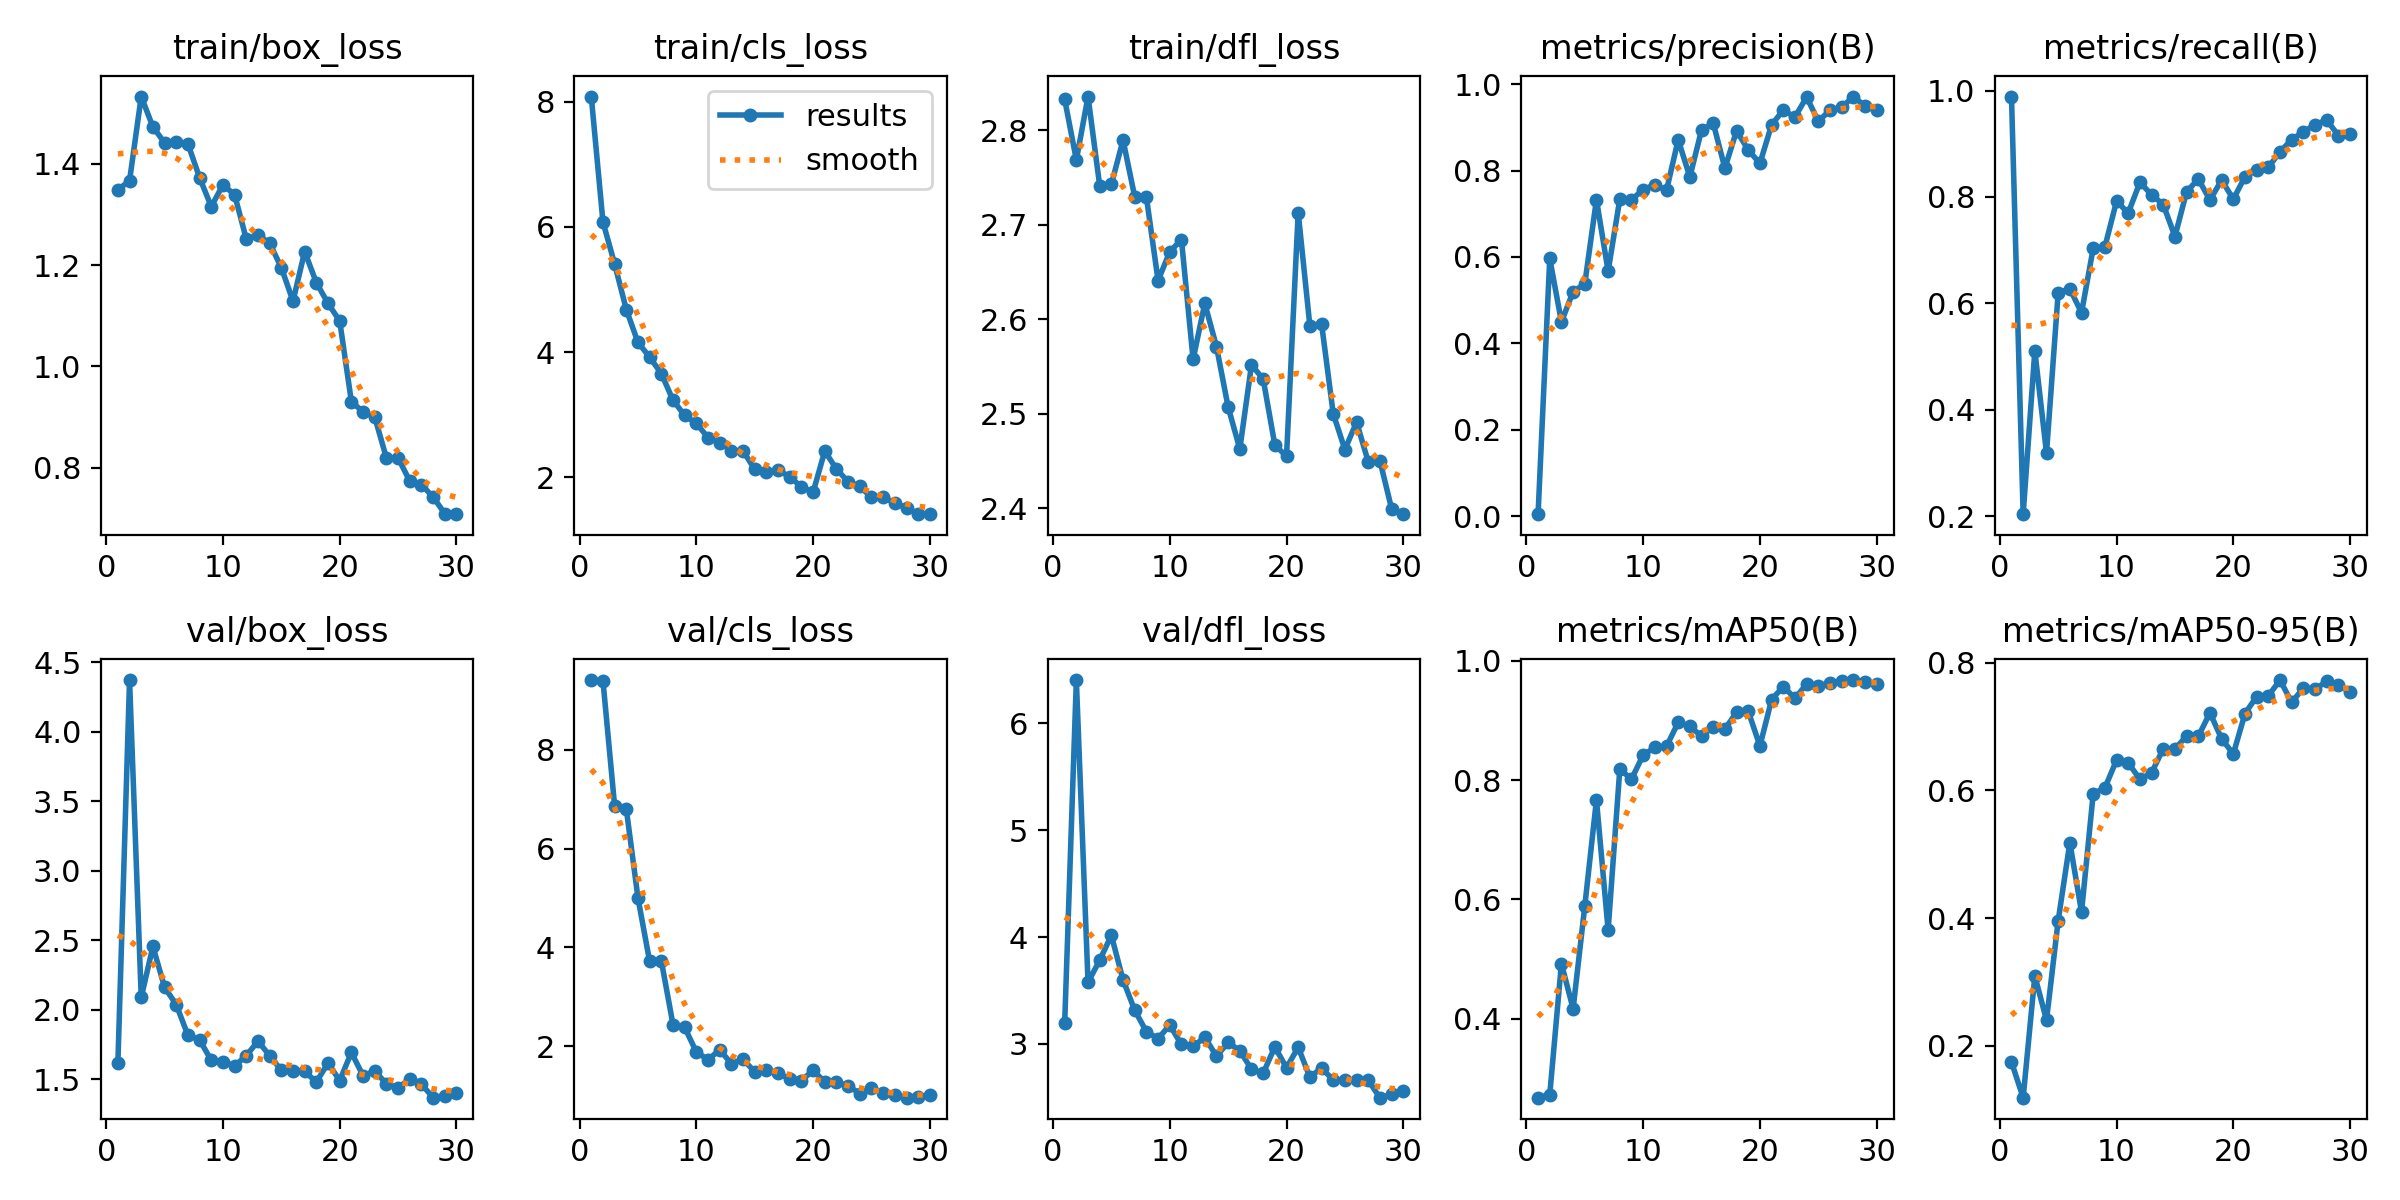 train/box_loss
1.4
1.2
1.0
0.8
0 10 20 30
train/cls_loss
results
smooth
8
6
4
2
0 10 20 30
train/dfl_loss
2.8
2.7
2.6
2.5
2.4
0 10 20 30
metrics/precision(B)
1.0
0.8
0.6
0.4
0.2
0.0
0 10 20 30
metrics/recall(B)
1.0
0.8
0.6
0.4
0.2
0 10 20 30
val/box_loss
4.5
4.0
3.5
3.0
2.5
2.0
1.5
0 10 20 30
val/cls_loss
8
6
4
2
0 10 20 30
val/dfl_loss
6
5
4
3
0 10 20 30
metrics/mAP50(B)
1.0
0.8
0.6
0.4
0 10 20 30
metrics/mAP50-95(B)
0.8
0.6
0.4
0.2
0 10 20 30